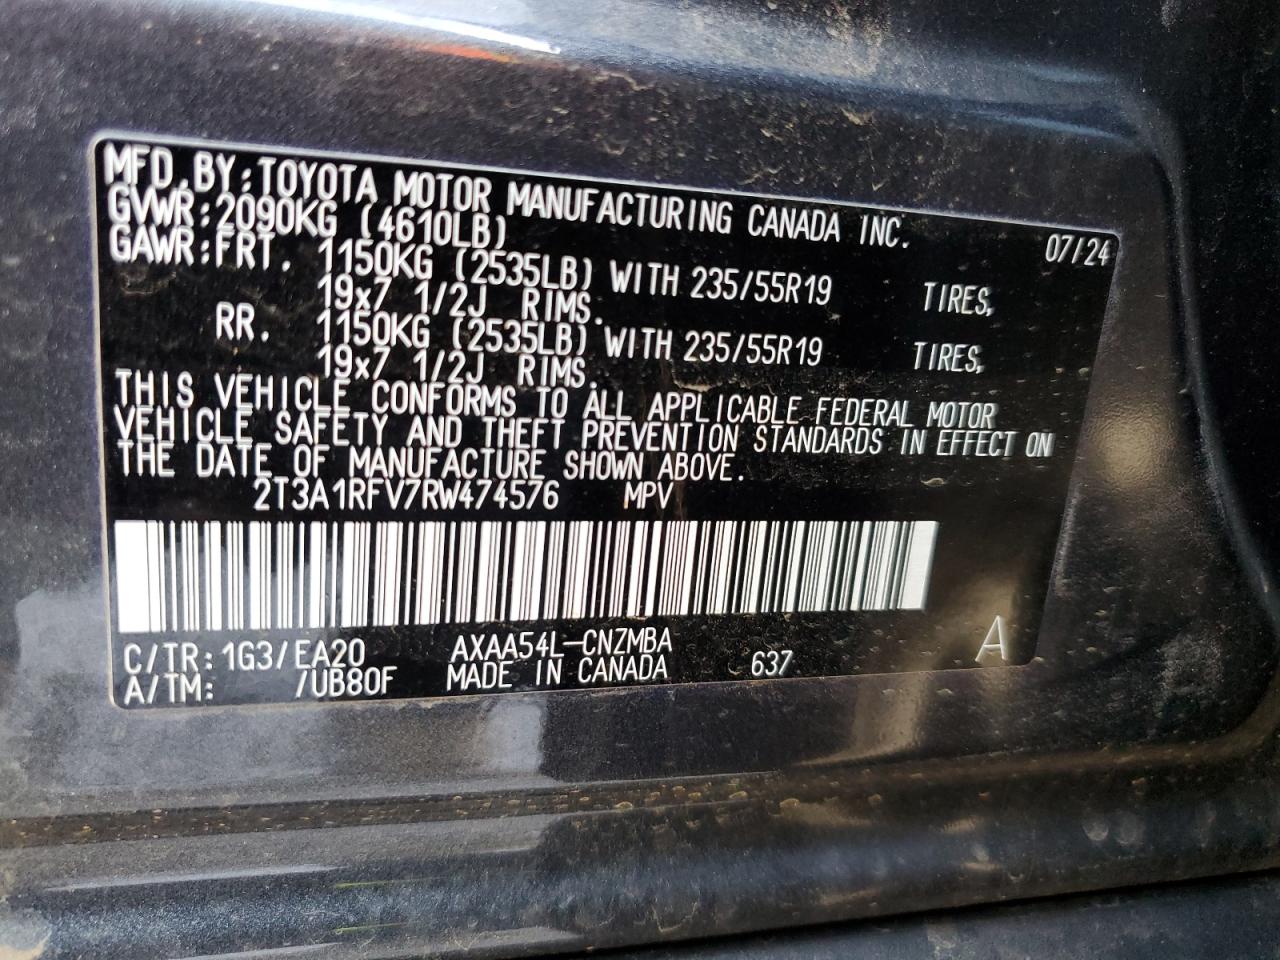 MFD.BY:TOYOTA MOTOR MANUFACTURING CANADA INC. 07/24
GVWR:2090KG (4610LB)
GAWR:FRT. 1150KG (2535LB) WITH 235/55R19 TIRES,
19x7 1/2J RIMS.
RR. 1150KG (2535LB) WITH 235/55R19 TIRES,
19x7 1/2J RIMS.
THIS VEHICLE CONFORMS TO ALL APPLICABLE FEDERAL MOTOR
VEHICLE SAFETY AND THEFT PREVENTION STANDARDS IN EFFECT ON
THE DATE OF MANUFACTURE SHOWN ABOVE.
2T3A1RFV7RW474576 MPV
C/TR:1G3/EA20 AXAA54L-CNZMBA A
A/TM: /UB80F MADE IN CANADA 637